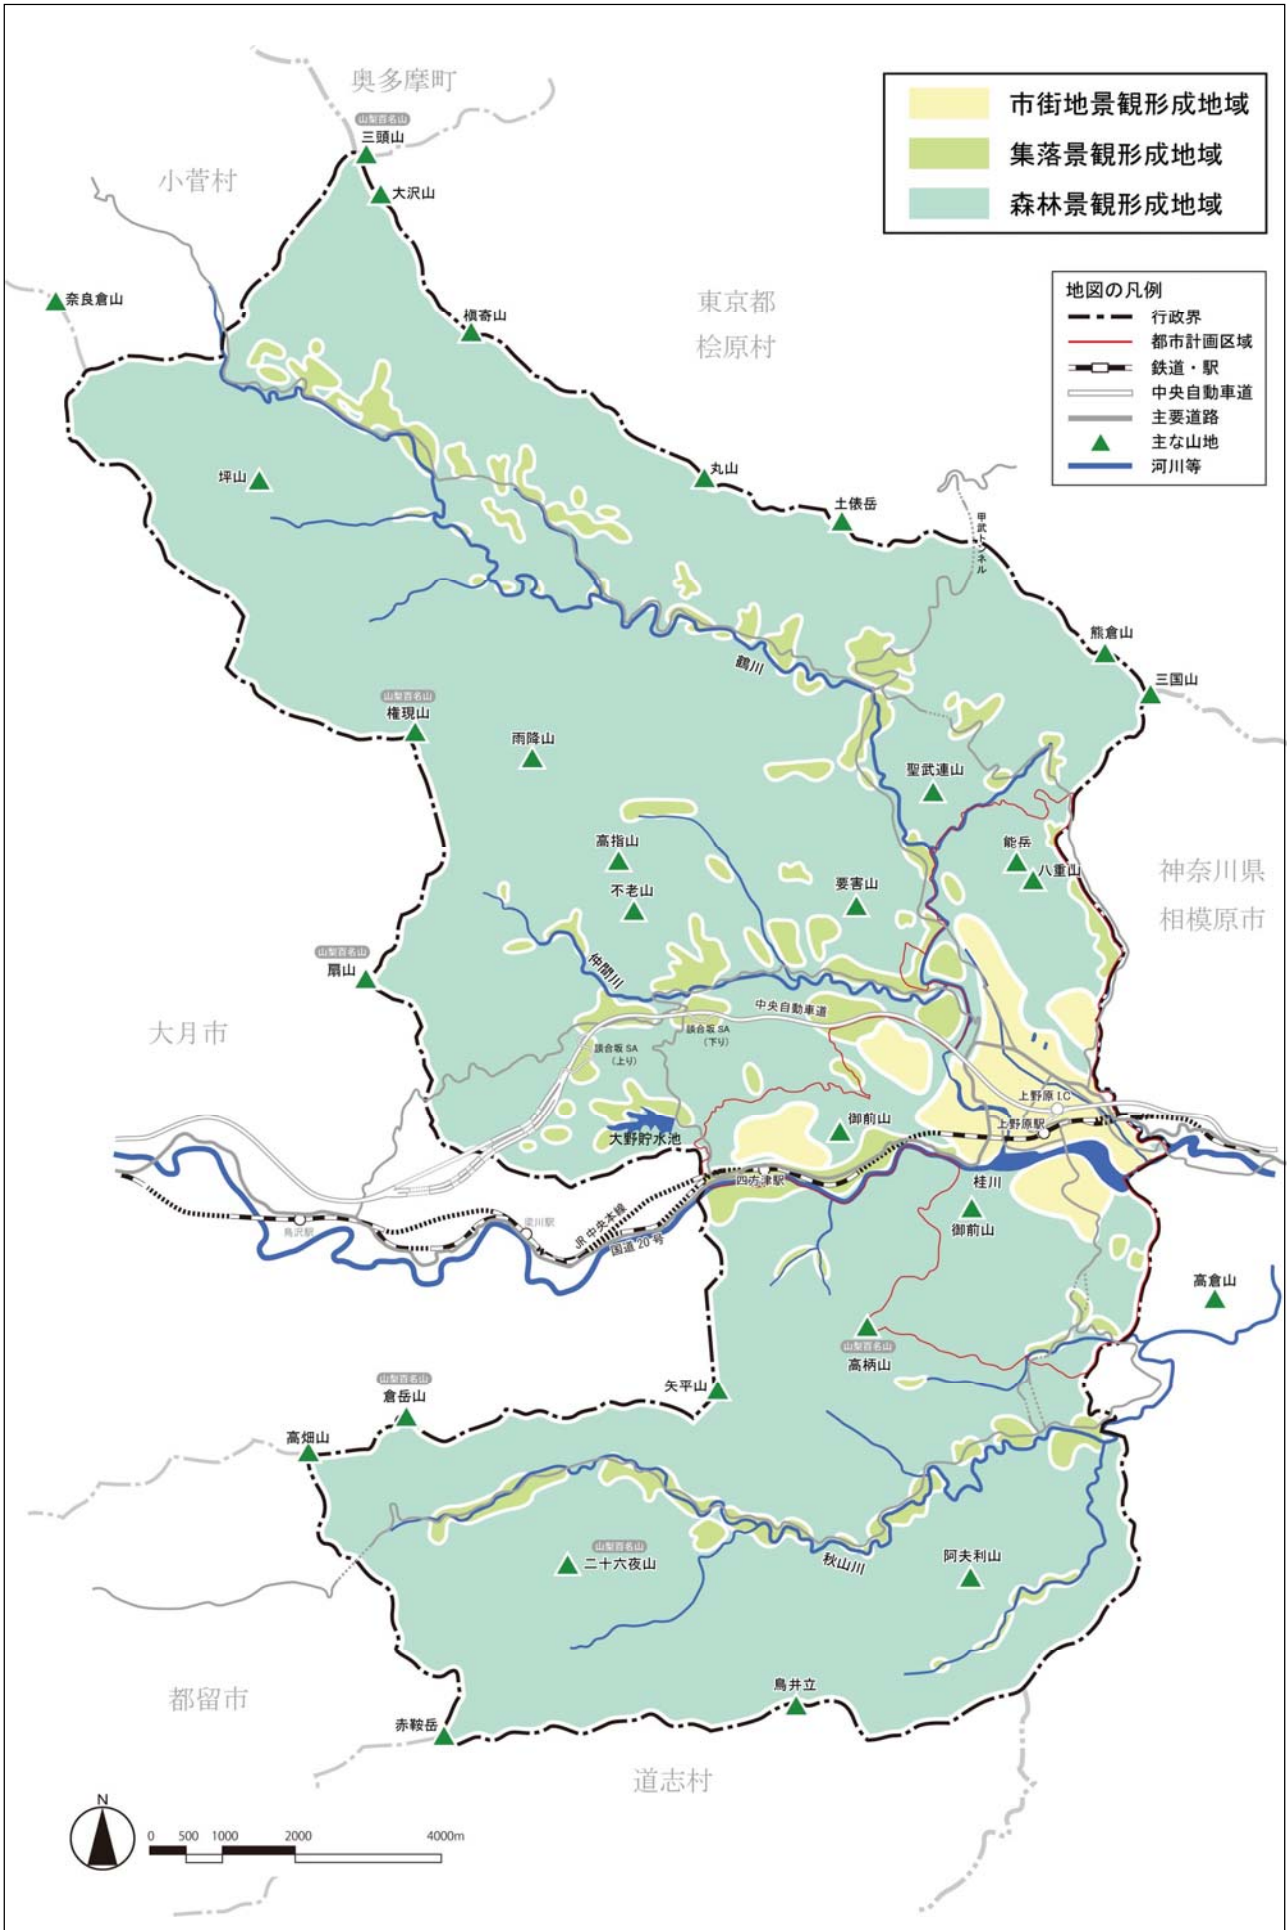 奥多摩町
山梨百名山
三頭山
大沢山
小菅村
奈良倉山
槇寄山
東京都
桧原村
市街地景観形成地域
集落景観形成地域
森林景観形成地域
地図の凡例
行政界
都市計画区域
鉄道・駅
中央自動車道
主要道路
主な山地
河川等
坪山
丸山
土俵岳
甲武トンネル
熊倉山
三国山
鶴川
山梨百名山
権現山
雨降山
聖武連山
高指山
不老山
要害山
能岳
八重山
神奈川県
相模原市
山梨百名山
扇山
仲間川
大月市
中央自動車道
談合坂 SA
(下り)
談合坂 SA
(上り)
上野原 I.C
上野原駅
御前山
大野貯水池
四方津駅
桂川
御前山
鳥沢駅
梁川駅
JR 中央本線
国道 20 号
高倉山
山梨百名山
高柄山
矢平山
山梨百名山
倉岳山
高畑山
山梨百名山
二十六夜山
秋山川
阿夫利山
都留市
鳥井立
赤鞍岳
道志村
N
0 500 1000 2000 4000m